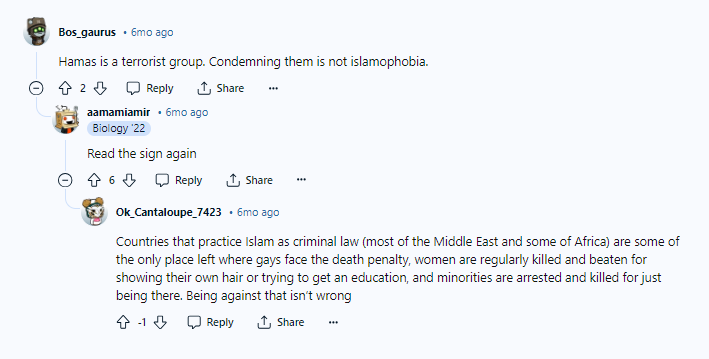 Bos_gaurus • 6mo ago
Hamas is a terrorist group. Condemning them is not islamophobia.
2 Reply Share ...
aamamiamir • 6mo ago
Biology '22
Read the sign again
6 Reply Share ...
Ok_Cantaloupe_7423 • 6mo ago
Countries that practice Islam as criminal law (most of the Middle East and some of Africa) are some of
the only place left where gays face the death penalty, women are regularly killed and beaten for
showing their own hair or trying to get an education, and minorities are arrested and killed for just
being there. Being against that isn't wrong
-1 Reply Share ...